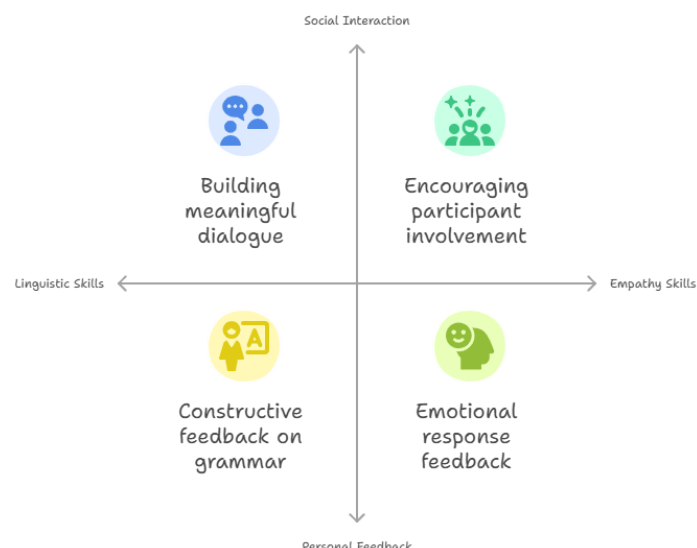 Social Interaction
Building
meaningful
dialogue
Encouraging
participant
involvement
Linguistic Skills
Empathy Skills
A
Constructive
feedback on
grammar
Emotional
response
feedback
Personal Feedback